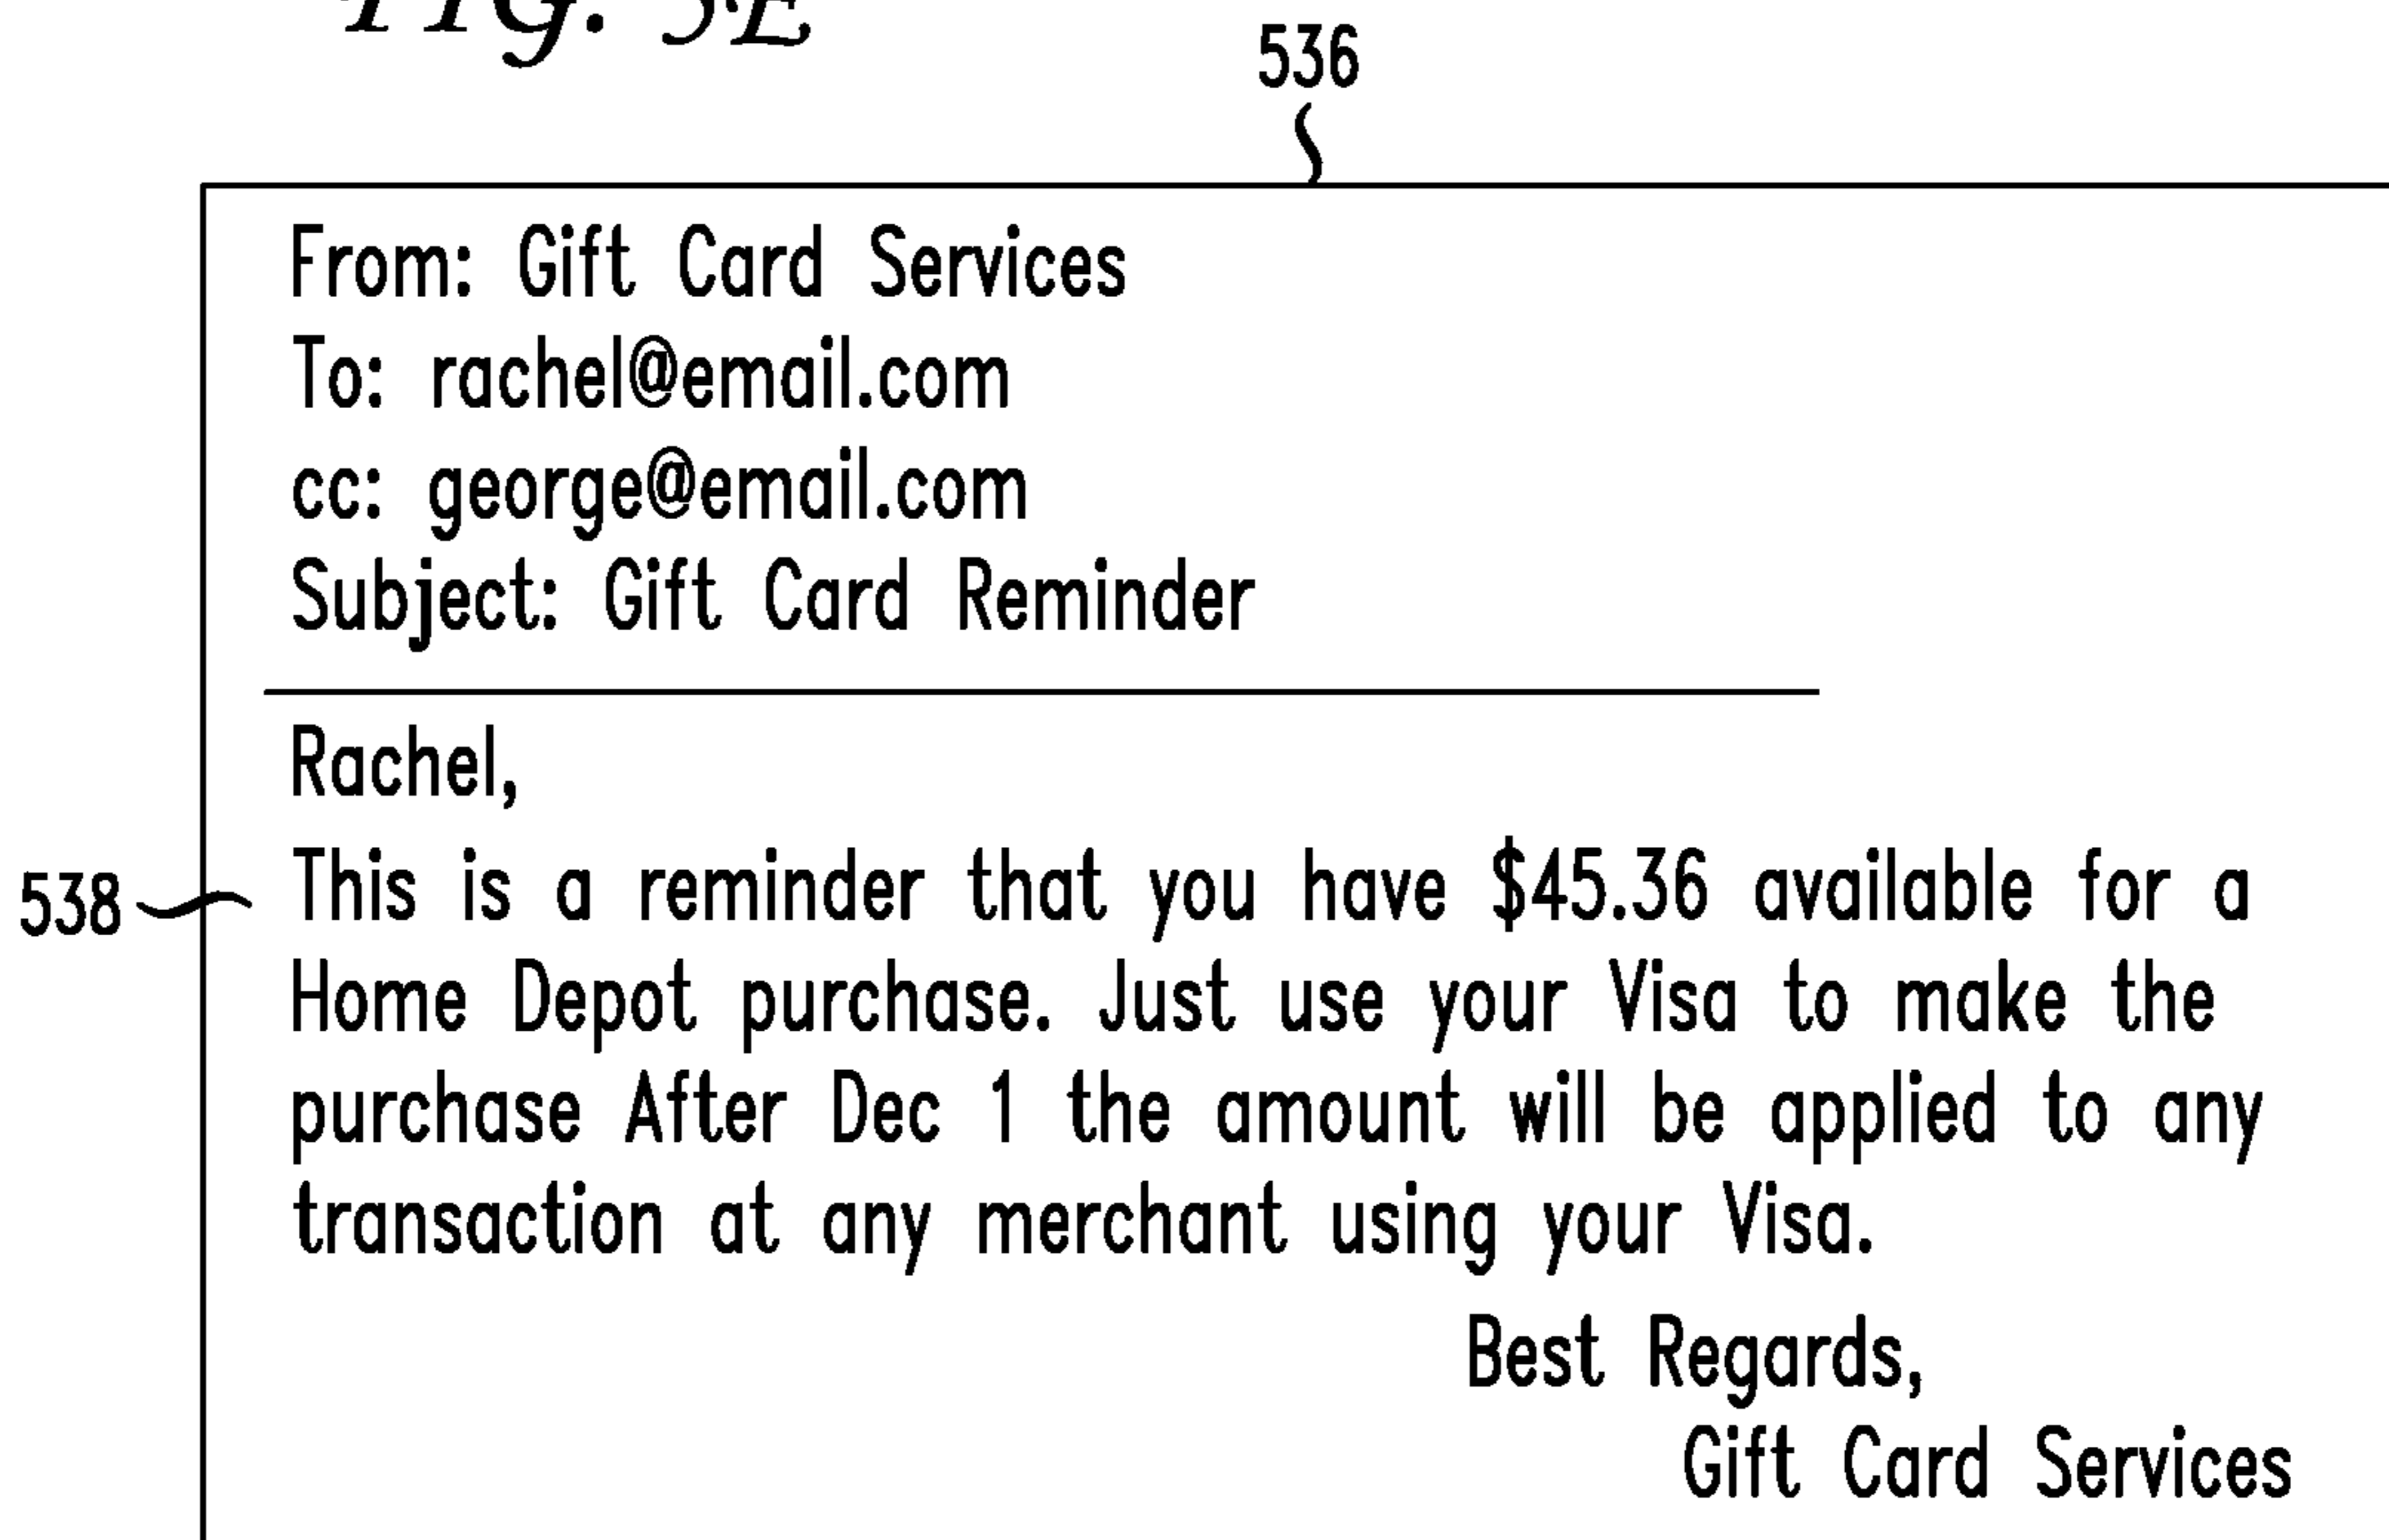 FIG. 5E
536
From: Gift Card Services
To: rachel@email.com
cc: george@email.com
Subject: Gift Card Reminder
Rachel,
538
This is a reminder that you have $45.36 available for a
Home Depot purchase. Just use your Visa to make the
purchase After Dec 1 the amount will be applied to any
transaction at any merchant using your Visa.
Best Regards,
Gift Card Services